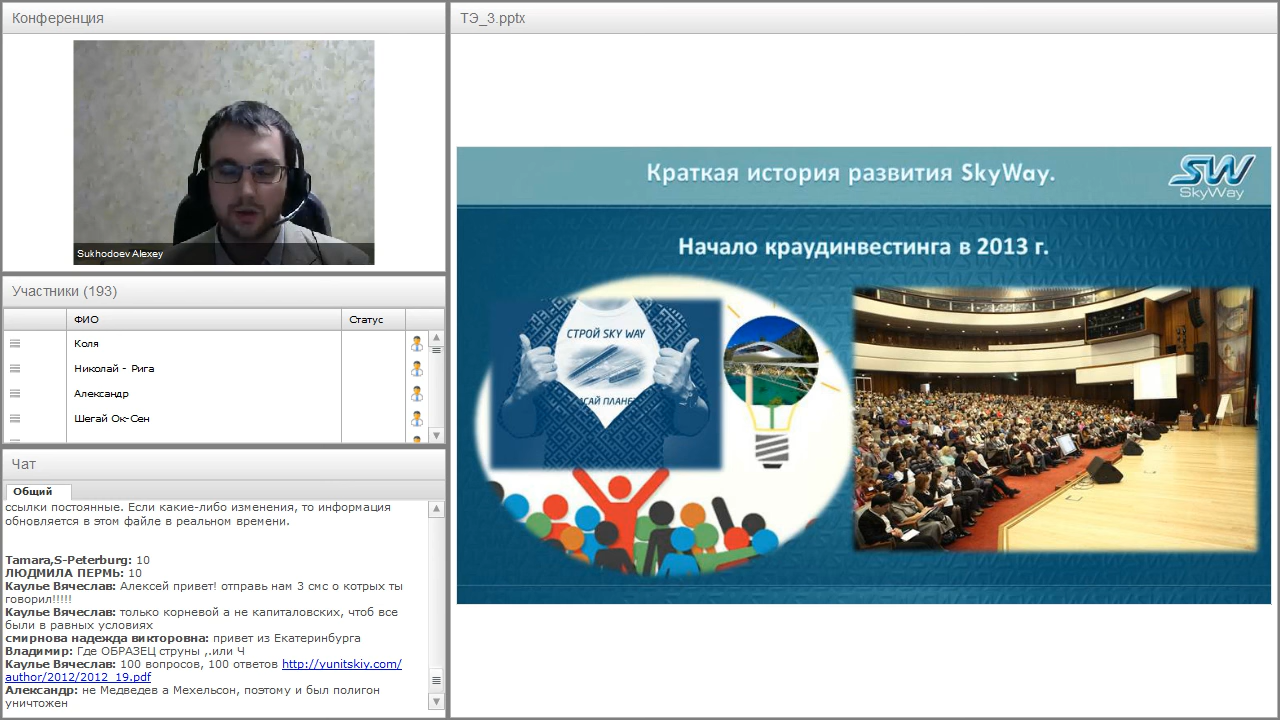 Конференция
Sukhodoev Alexey
Участники (193)
ФИО
Статус
Коля
Николай - Рига
Александр
Шегай Ок-Сен
Чат
Общий
ссылки постоянные. Если какие-либо изменения, то информация
обновляется в этом файле в реальном времени.
Tamara,S-Peterburg: 10
ЛЮДМИЛА ПЕРМЬ: 10
Каулье Вячеслав: Алексей привет! отправь нам 3 смс о котрых ты
говорил!!!!!
Каулье Вячеслав: только корневой а не капиталовских, чтоб все
были в равных условиях
смирнова надежда викторовна: привет из Екатеринбурга
Владимир: Где ОБРАЗЕЦ струны ,.или Ч
Каулье Вячеслав: 100 вопросов, 100 ответов http://yunitskiy.com/
author/2012/2012_19.pdf
Александр: не Медведев а Мехельсон, поэтому и был полигон
уничтожен
ТЭ_3.pptx
Краткая история развития SkyWay.
SW
SkyWay
Начало краудинвестинга в 2013 г.
СТРОЙ SKY WAY
АСАЙ ПЛАНЕ